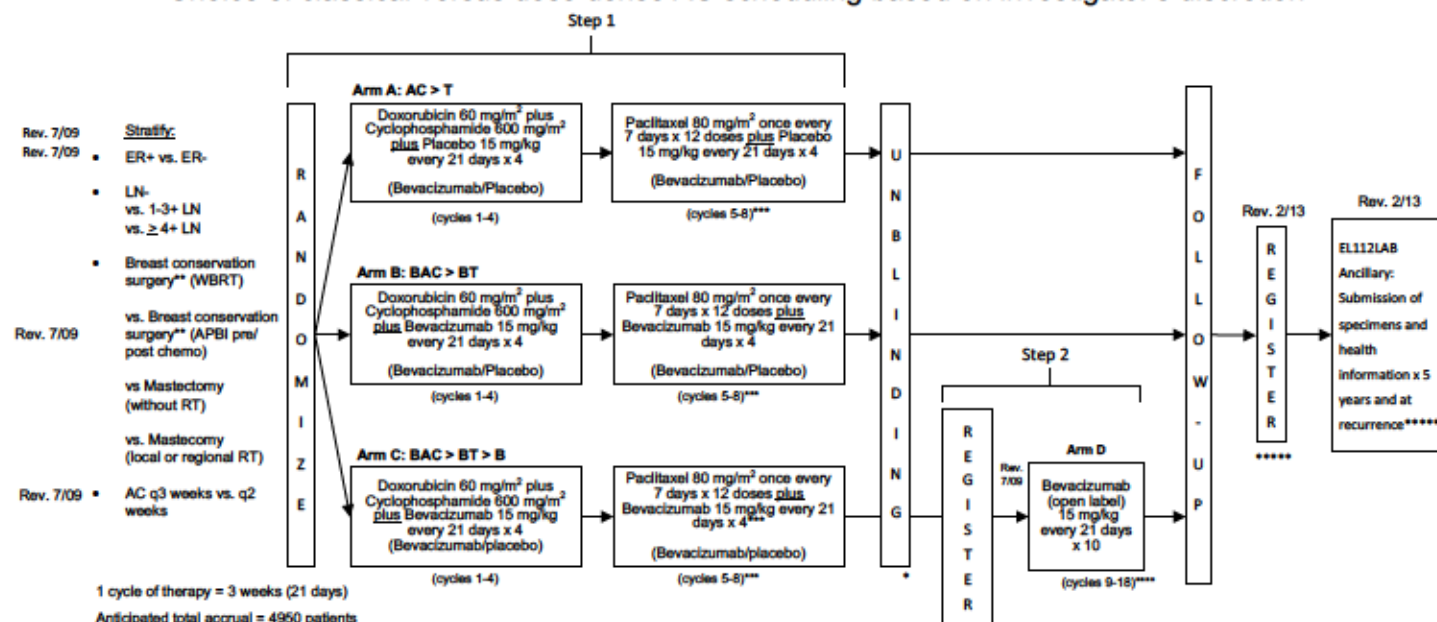 Choice of classical versus dose dense AC scheduling based on investigator's discretion
Step 1
Rev. 7/09
Rev. 7/09
Stratify:
• ER+ vs. ER-
• LN-
vs. 1-3+ LN
vs. ≥ 4+ LN
• Breast conservation
surgery** (WBRT)
Rev. 7/09
vs. Breast conservation
surgery** (APBI pre/
post chemo)
vs Mastectomy
(without RT)
vs. Mastecomy
(local or regional RT)
Rev. 7/09
• AC q3 weeks vs. q2
weeks
1 cycle of therapy = 3 weeks (21 days)
Anticipated total accrual = 4950 patients
R
A
N
D
O
M
I
Z
E
Arm A: AC > T
Doxorubicin 60 mg/m² plus
Cyclophosphamide 600 mg/m²
plus Placebo 15 mg/kg
every 21 days x 4
(Bevacizumab/Placebo)
(cycles 1-4)
Paclitaxel 80 mg/m² once every
7 days x 12 doses plus Placebo
15 mg/kg every 21 days x 4
(Bevacizumab/Placebo)
(cycles 5-8)***
Arm B: BAC > BT
Doxorubicin 60 mg/m² plus
Cyclophosphamide 600 mg/m²
plus Bevacizumab 15 mg/kg
every 21 days x 4
(Bevacizumab/Placebo)
(cycles 1-4)
Paclitaxel 80 mg/m² once every
7 days x 12 doses plus
Bevacizumab 15 mg/kg every 21
days x 4
(Bevacizumab/Placebo)
(cycles 5-8)***
Arm C: BAC > BT > B
Doxorubicin 60 mg/m² plus
Cyclophosphamide 600 mg/m²
plus Bevacizumab 15 mg/kg
every 21 days x 4
(Bevacizumab/placebo)
(cycles 1-4)
Paclitaxel 80 mg/m² once every
7 days x 12 doses plus
Bevacizumab 15 mg/kg every 21
days x 4***
(Bevacizumab/placebo)
(cycles 5-8)***
U
N
B
L
I
N
D
I
N
G
*
Step 2
R
E
G
I
S
T
E
R
Rev.
7/09
Arm D
Bevacizumab
(open label)
15 mg/kg
every 21 days
x 10
(cycles 9-18)****
F
O
L
L
O
W
-
U
P
Rev. 2/13
R
E
G
I
S
T
E
R
*****
Rev. 2/13
EL112LAB
Ancillary:
Submission of
specimens and
health
information x 5
years and at
recurrence*****